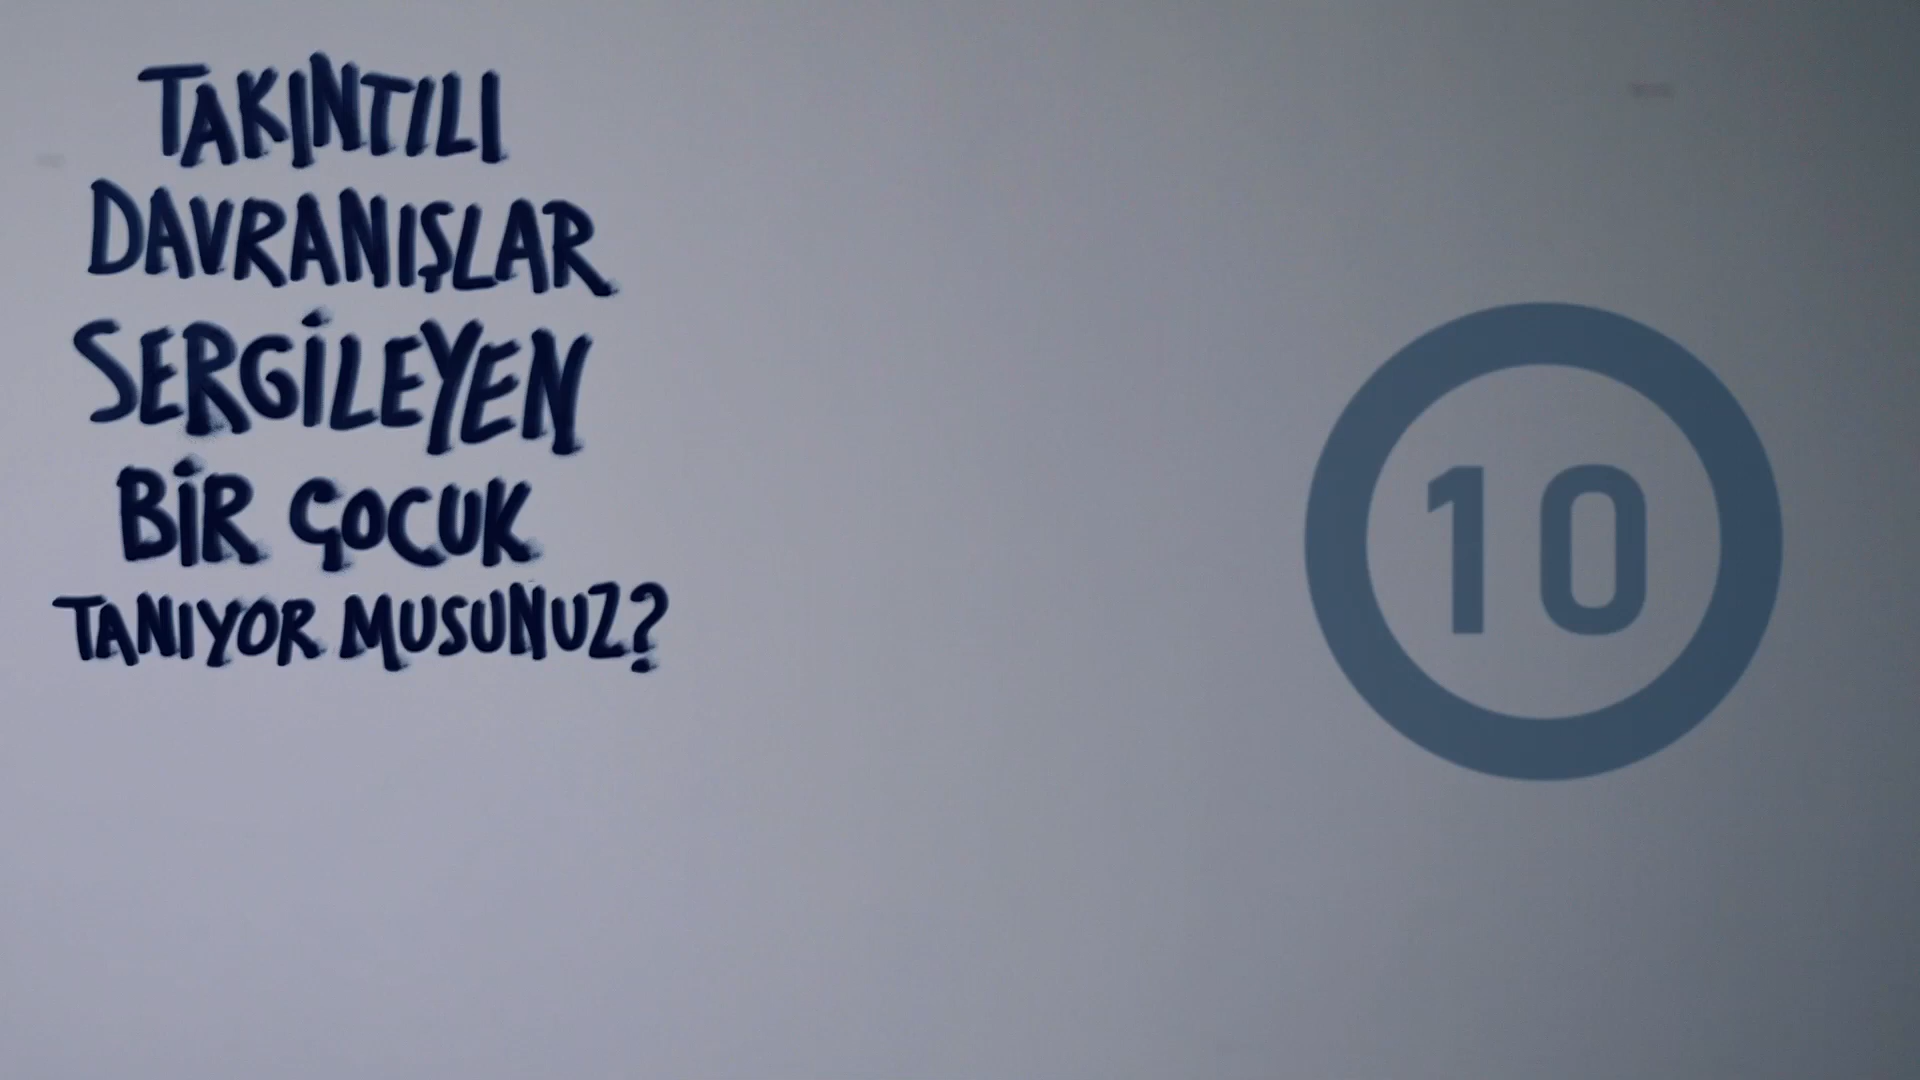 TAKINTILI
DAVRANIŞLAR
SERGİLEYEN
BİR ÇOCUK
TANIYOR MUSUNUZ?
10